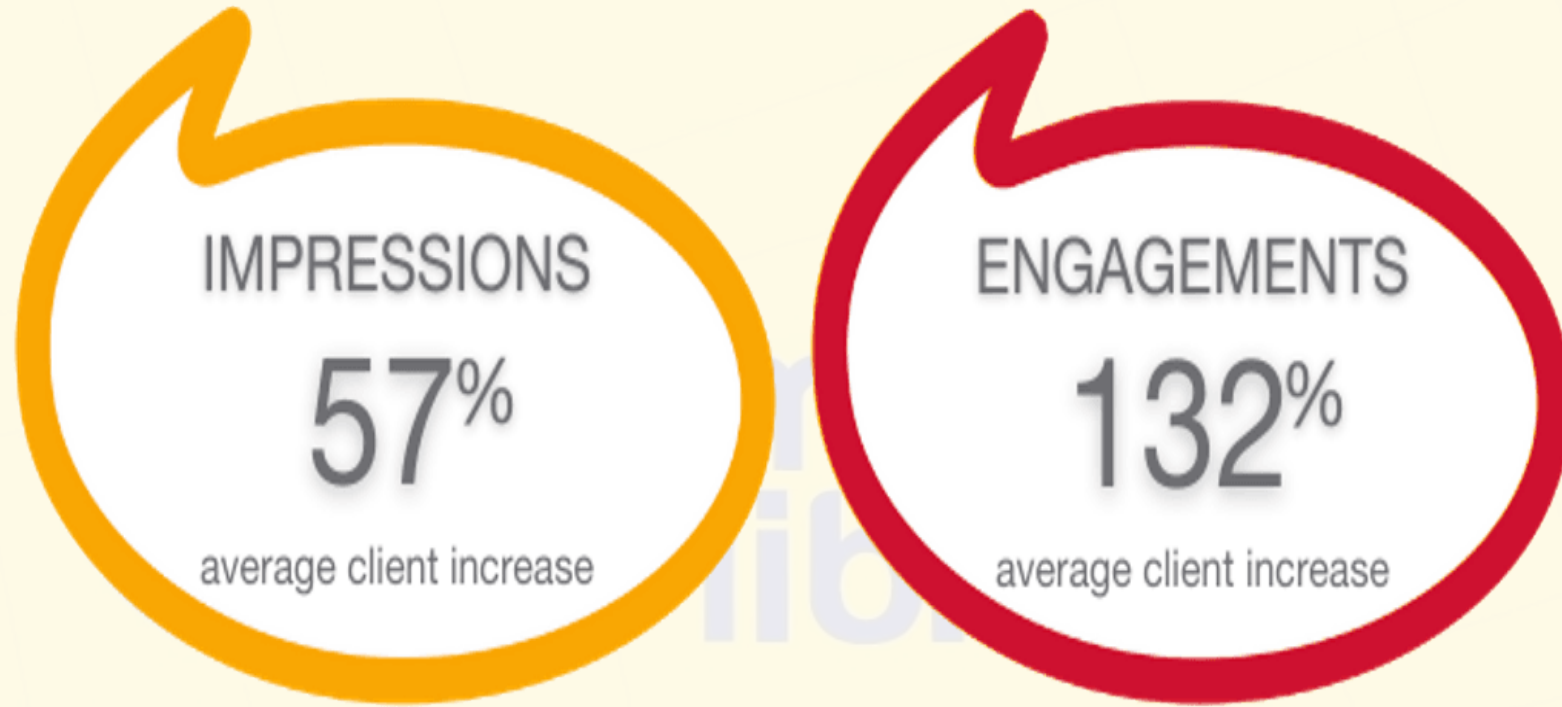 IMPRESSIONS
57%
average client increase
ENGAGEMENTS
132%
average client increase